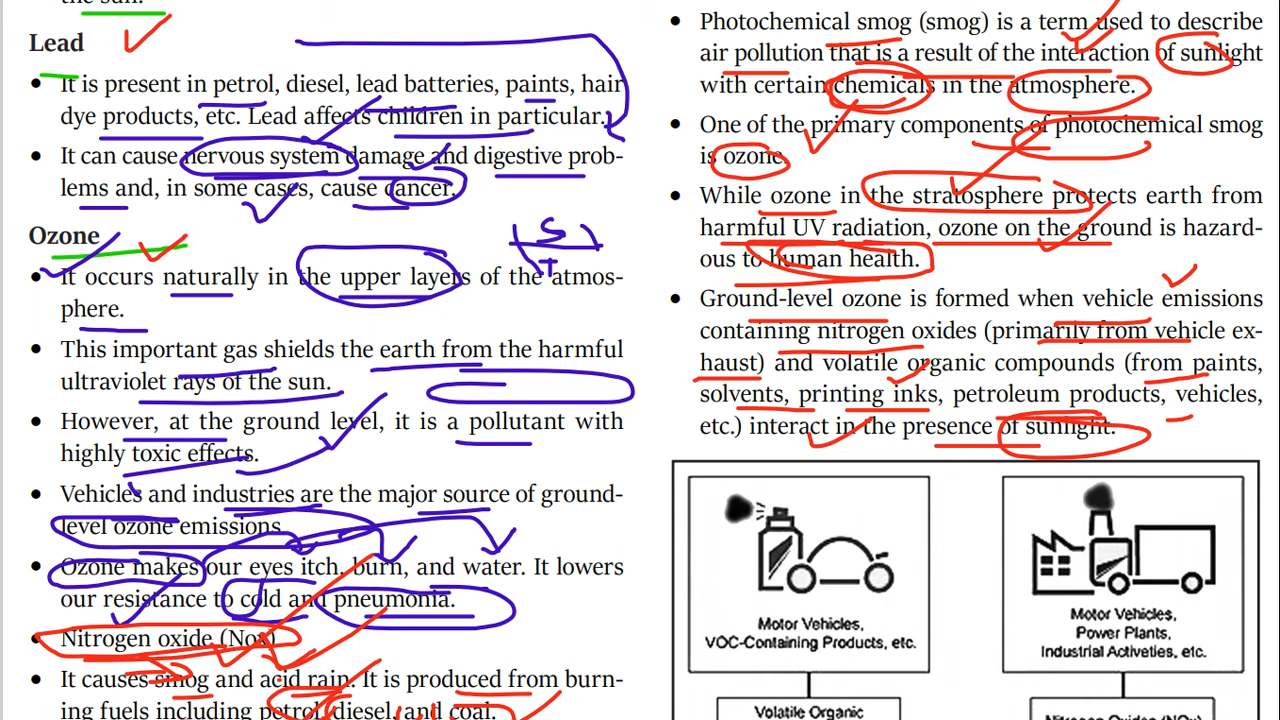 the sun.
Lead
• It is present in petrol, diesel, lead batteries, paints, hair
dye products, etc. Lead affects children in particular.
• It can cause nervous system damage and digestive prob-
lems and, in some cases, cause cancer.
Ozone
• It occurs naturally in the upper layers of the atmos-
phere.
• This important gas shields the earth from the harmful
ultraviolet rays of the sun.
• However, at the ground level, it is a pollutant with
highly toxic effects.
• Vehicles and industries are the major source of ground-
level ozone emissions.
• Ozone makes our eyes itch, burn, and water. It lowers
our resistance to cold and pneumonia.
• Nitrogen oxide (Nox)
• It causes smog and acid rain. It is produced from burn-
ing fuels including petrol, diesel, and coal.
S
T
• Photochemical smog (smog) is a term used to describe
air pollution that is a result of the interaction of sunlight
with certain chemicals in the atmosphere.
• One of the primary components of photochemical smog
is ozone.
• While ozone in the stratosphere protects earth from
harmful UV radiation, ozone on the ground is hazard-
ous to human health.
• Ground-level ozone is formed when vehicle emissions
containing nitrogen oxides (primarily from vehicle ex-
haust) and volatile organic compounds (from paints,
solvents, printing inks, petroleum products, vehicles,
etc.) interact in the presence of sunlight.
Motor Vehicles,
VOC-Containing Products, etc.
Motor Vehicles,
Power Plants,
Industrial Activeties, etc.
Volatile Organic
Nitrogen Oxides (NOx)